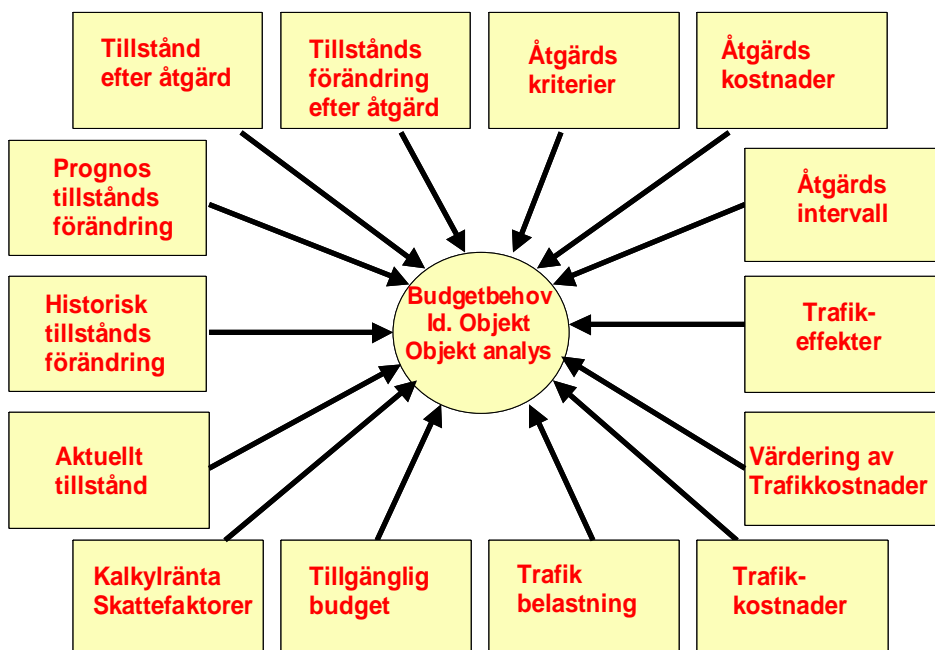 Tillstånd
efter åtgärd
Tillstånds
förändring
efter åtgärd
Åtgärds
kriterier
Åtgärds
kostnader
Prognos
tillstånds
förändring
Åtgärds
intervall
Historisk
tillstånds
förändring
Budgetbehov
Id. Objekt
Objekt analys
Trafik-
effekter
Aktuellt
tillstånd
Värdering av
Trafikkostnader
Kalkylränta
Skattefaktorer
Tillgänglig
budget
Trafik
belastning
Trafik-
kostnader